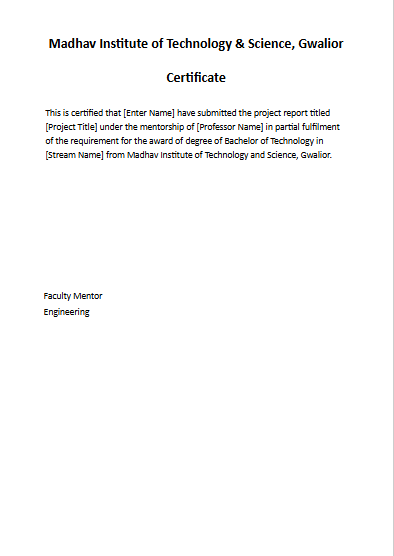 Madhav Institute of Technology & Science, Gwalior
Certificate
This is certified that [Enter Name] have submitted the project report titled
[Project Title] under the mentorship of [Professor Name] in partial fulfilment
of the requirement for the award of degree of Bachelor of Technology in
[Stream Name] from Madhav Institute of Technology and Science, Gwalior.
Faculty Mentor
Engineering